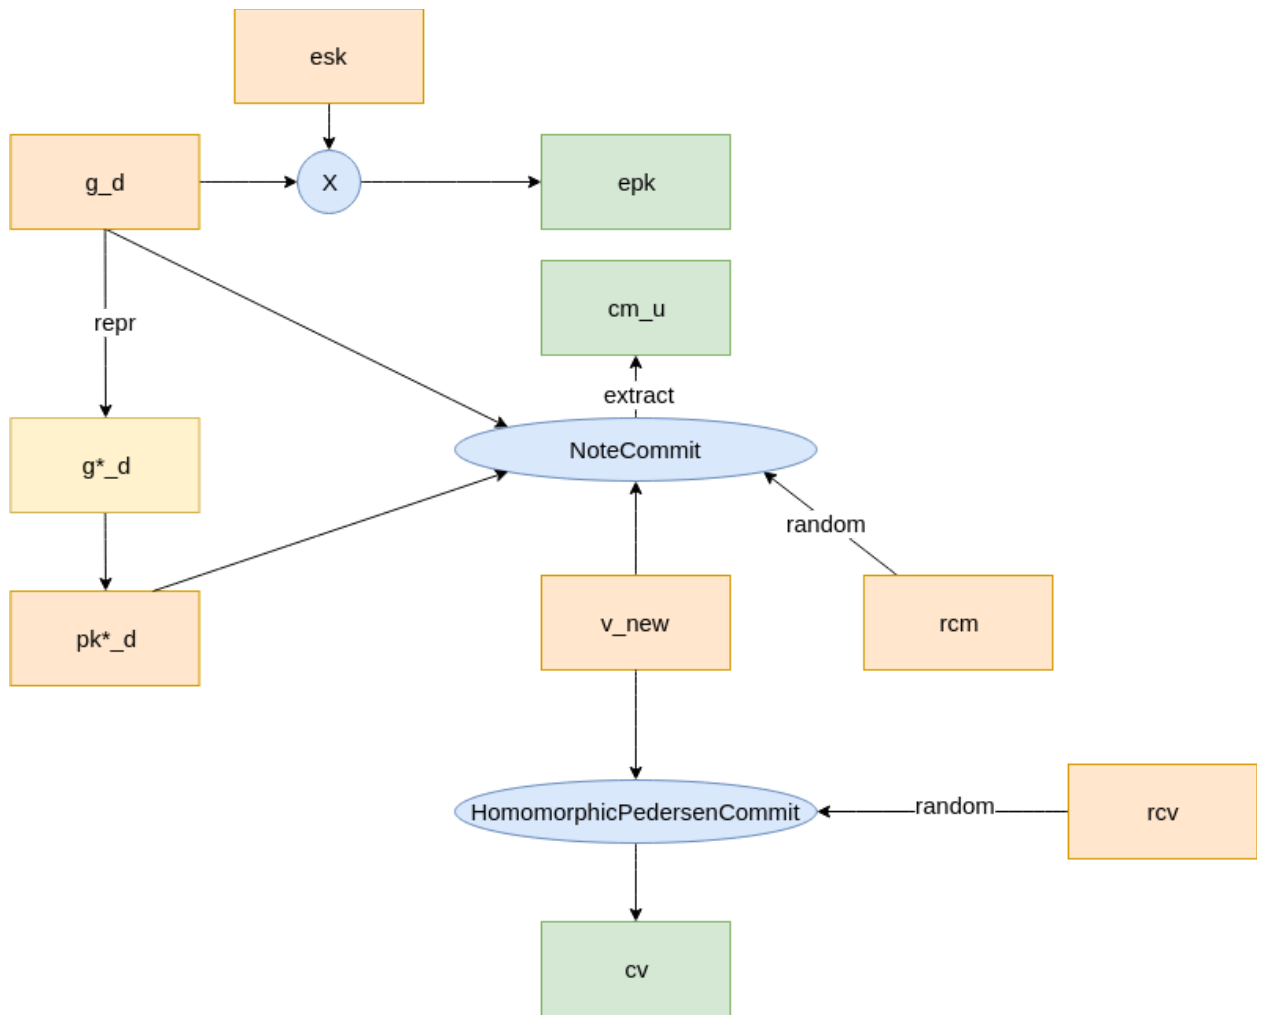 esk
g_d
X
epk
cm_u
repr
extract
NoteCommit
g*_d
random
pk*_d
v_new
rcm
HomomorphicPedersenCommit
random
rcv
cv